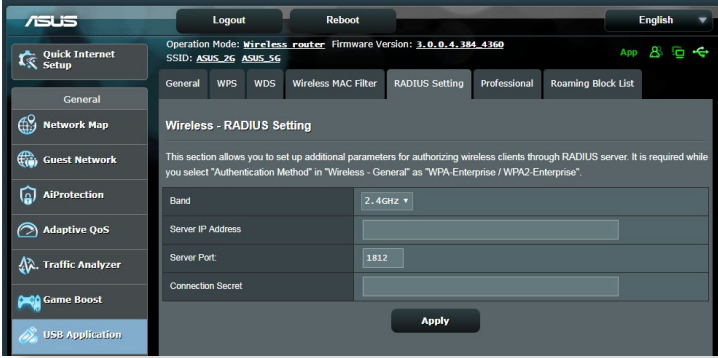 ASUS
Logout
Reboot
English
Quick Internet
Setup
Operation Mode: Wireless router Firmware Version: 3.0.0.4.384_4360
SSID: ASUS_2G ASUS_5G
App
General
WPS
WDS
Wireless MAC Filter
RADIUS Setting
Professional
Roaming Block List
General
Network Map
Guest Network
AiProtection
Adaptive QoS
Traffic Analyzer
Game Boost
USB Application
Wireless - RADIUS Setting
This section allows you to set up additional parameters for authorizing wireless clients through RADIUS server. It is required while
you select "Authentication Method" in "Wireless - General" as "WPA-Enterprise / WPA2-Enterprise".
Band
2.4GHz
Server IP Address
Server Port:
1812
Connection Secret
Apply